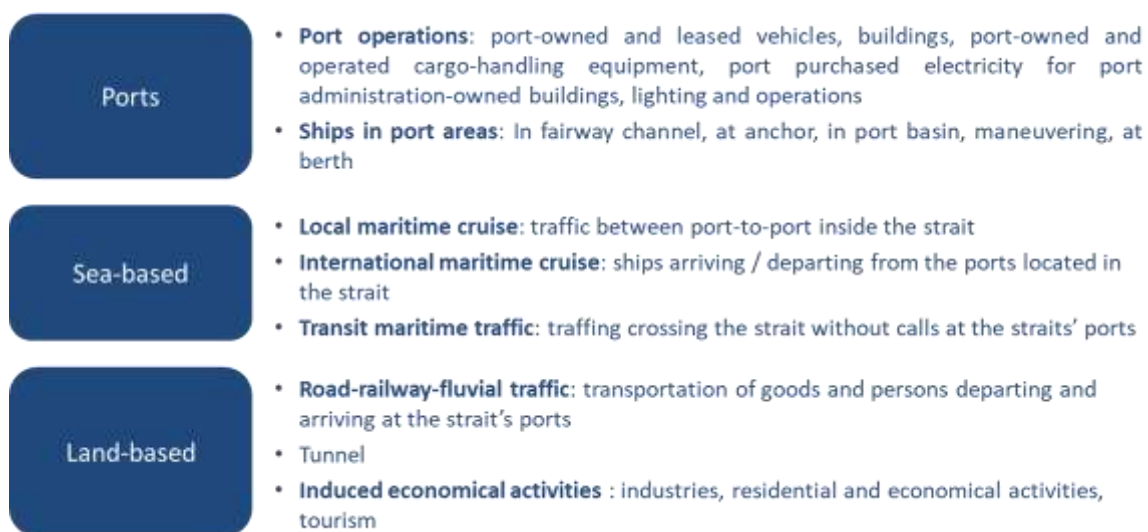 Ports
• Port operations: port-owned and leased vehicles, buildings, port-owned and
operated cargo-handling equipment, port purchased electricity for port
administration-owned buildings, lighting and operations
• Ships in port areas: In fairway channel, at anchor, in port basin, maneuvering, at
berth
Sea-based
• Local maritime cruise: traffic between port-to-port inside the strait
• International maritime cruise: ships arriving / departing from the ports located in
the strait
• Transit maritime traffic: traffing crossing the strait without calls at the straits' ports
Land-based
• Road-railway-fluvial traffic: transportation of goods and persons departing and
arriving at the strait's ports
• Tunnel
• Induced economical activities : industries, residential and economical activities,
tourism